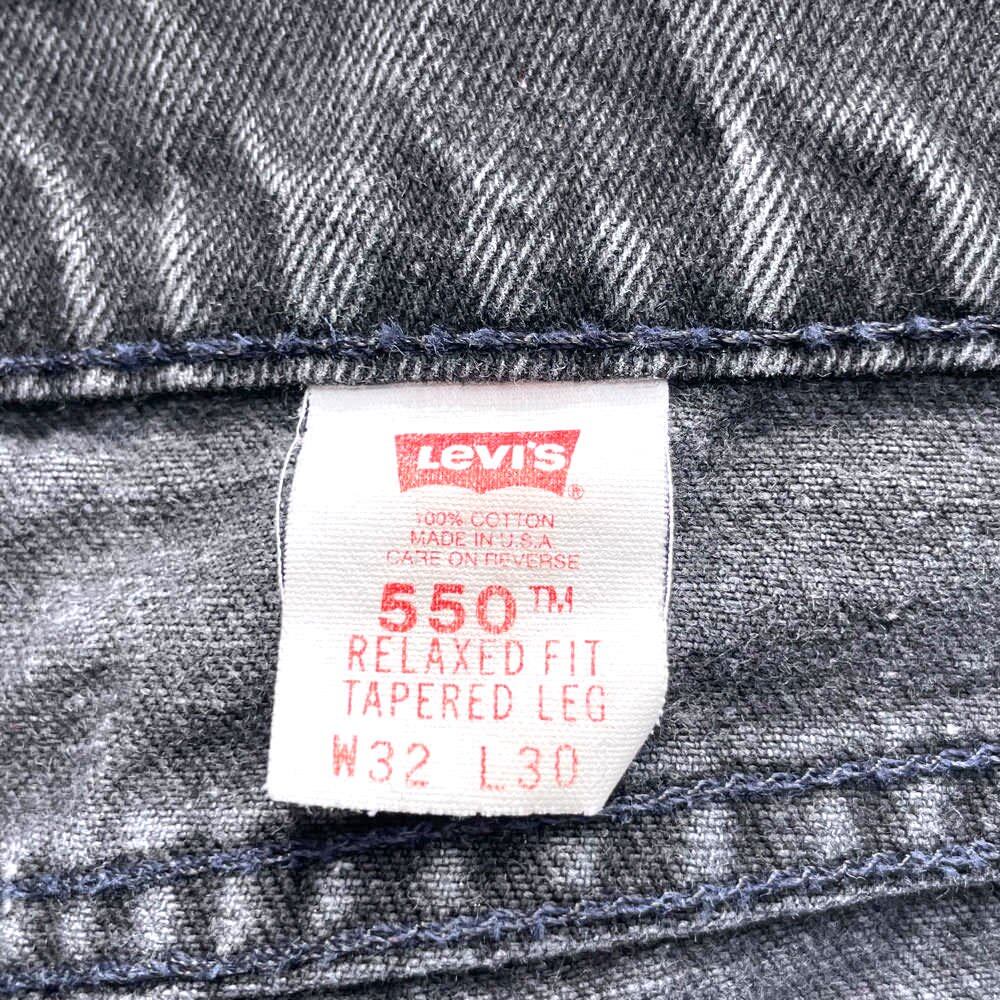 Levi's®
100% COTTON
MADE IN U.S.A
CARE ON REVERSE
550™
RELAXED FIT
TAPERED LEG
W32 L30